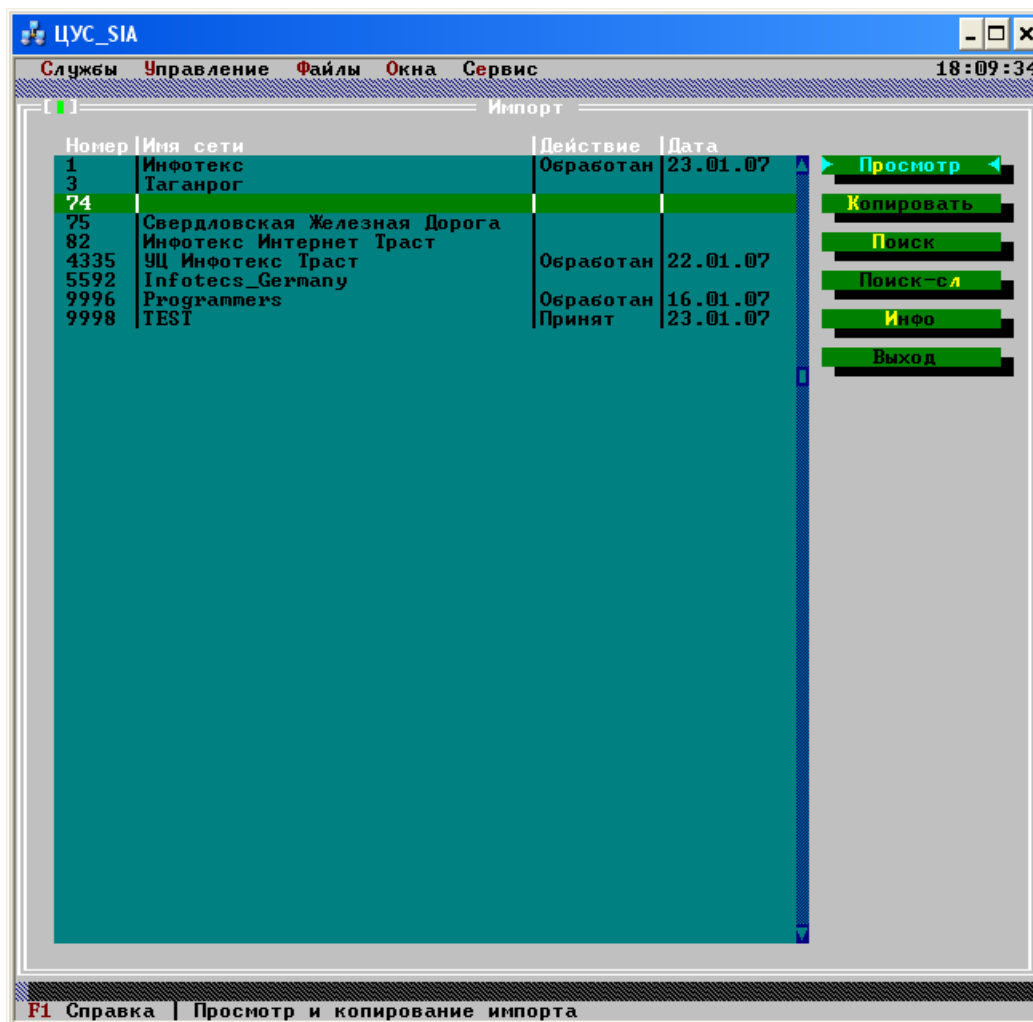 ЦУС_SIA
Службы Управление Файлы Окна Сервис 18:09:34
Импорт
Номер Имя сети Действие Дата
1 Инфотекс Обработан 23.01.07
3 Таганрог
74
75 Свердловская Железная Дорога
82 Инфотекс Интернет Траст
4335 УЦ Инфотекс Траст Обработан 22.01.07
5592 Infotecs_Germany
9996 Programmers Обработан 16.01.07
9998 TEST Принят 23.01.07
Просмотр
Копировать
Поиск
Поиск-сл
Инфо
Выход
F1 Справка | Просмотр и копирование импорта